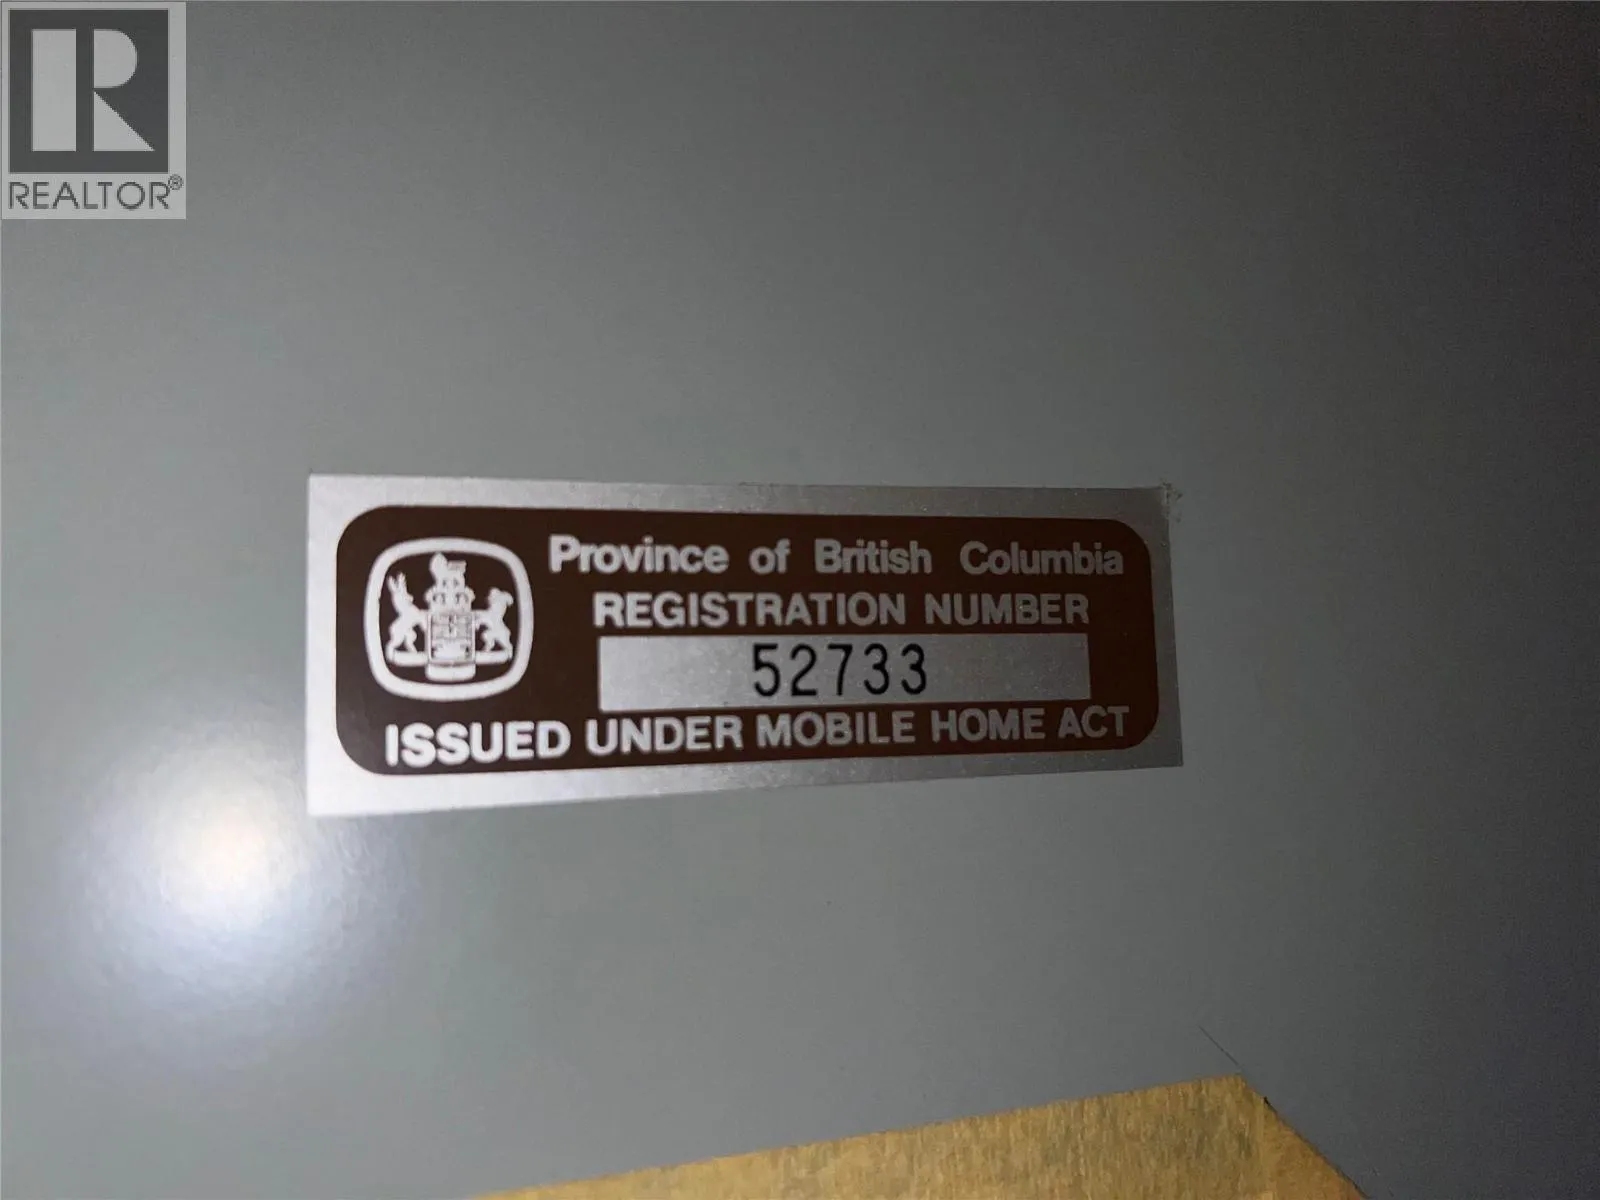 REALTOR®
Province of British Columbia
REGISTRATION NUMBER
52733
ISSUED UNDER MOBILE HOME ACT